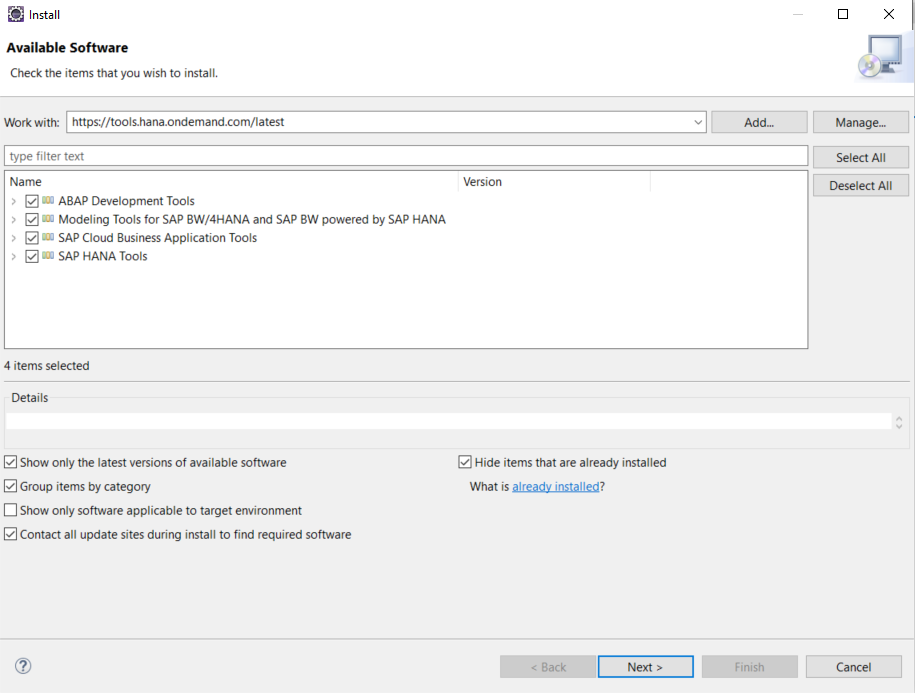 Install
Available Software
Check the items that you wish to install.
Work with: https://tools.hana.ondemand.com/latest Add... Manage...
type filter text Select All
Name Version Deselect All
ABAP Development Tools
Modeling Tools for SAP BW/4HANA and SAP BW powered by SAP HANA
SAP Cloud Business Application Tools
SAP HANA Tools
4 items selected
Details
Show only the latest versions of available software Hide items that are already installed
Group items by category What is already installed?
Show only software applicable to target environment
Contact all update sites during install to find required software
? < Back Next > Finish Cancel